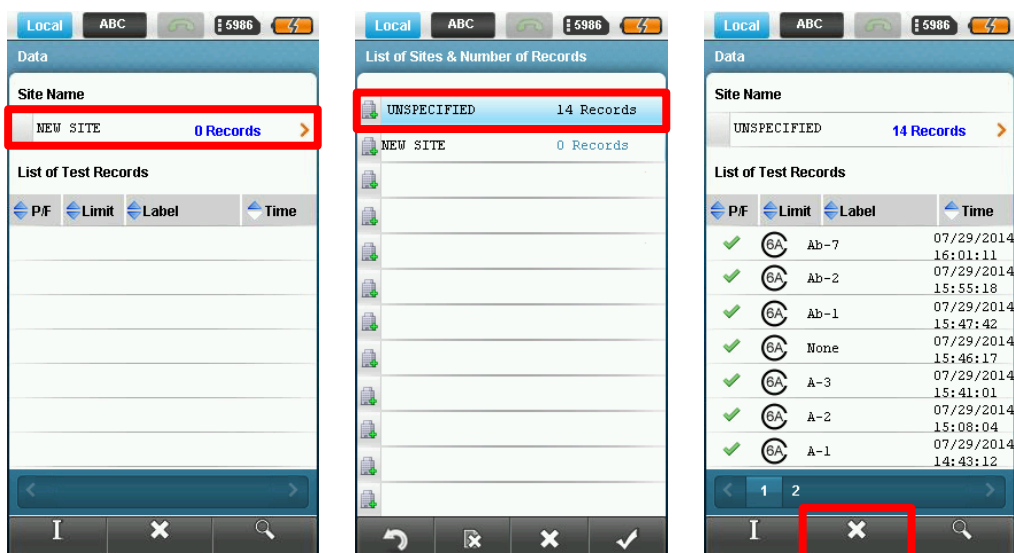 Local ABC 5986
Data
Site Name
NEW SITE 0 Records
List of Test Records
P/F Limit Label Time
1 2
Local ABC 5986
List of Sites & Number of Records
UNSPECIFIED 14 Records
NEW SITE 0 Records
Local ABC 5986
Data
Site Name
UNSPECIFIED 14 Records
List of Test Records
P/F Limit Label Time
6A Ab-7 07/29/2014
16:01:11
6A Ab-2 07/29/2014
15:55:18
6A Ab-1 07/29/2014
15:47:42
6A None 07/29/2014
15:46:17
6A A-3 07/29/2014
15:41:01
6A A-2 07/29/2014
15:08:04
6A A-1 07/29/2014
14:43:12
1 2